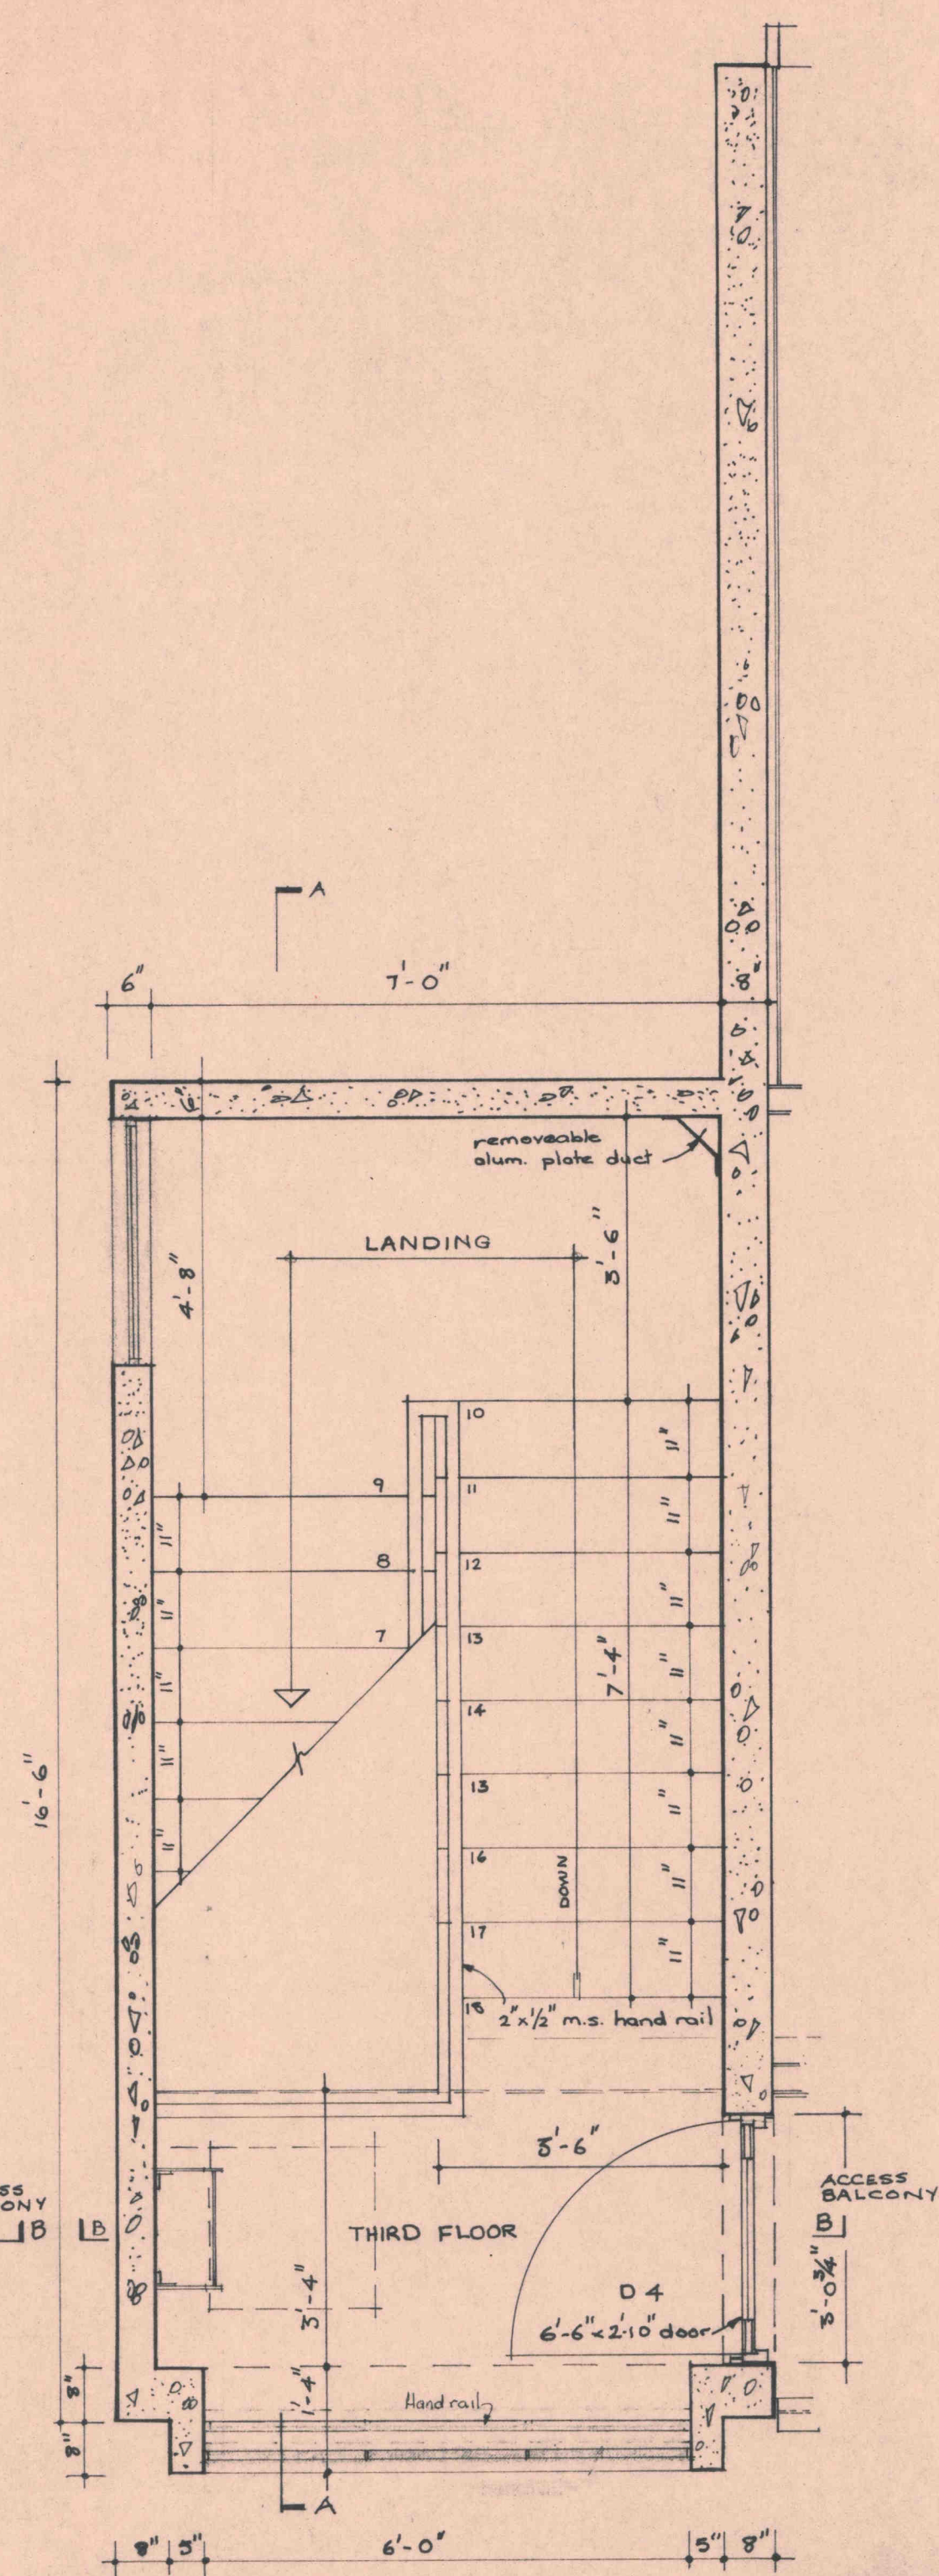 A
6"
7'-0"
8"
removeable
alum. plate duct
LANDING
4'-8"
3'-6"
10
9
11
8
12
7
13
14
13
16
17
18
11"
11"
11"
11"
11"
11"
11"
11"
11"
11"
11"
11"
11"
7'-4"
DOWN
16'-6"
2"x1/2" m.s. hand rail
3'-6"
SS
ONY
B
B
THIRD FLOOR
ACCESS
BALCONY
B
D 4
6'-6"x2'-10" door
3'-0 3/4"
3'-4"
1'-4"
Hand rail
8"
8"
A
8"
5"
6'-0"
5"
8"